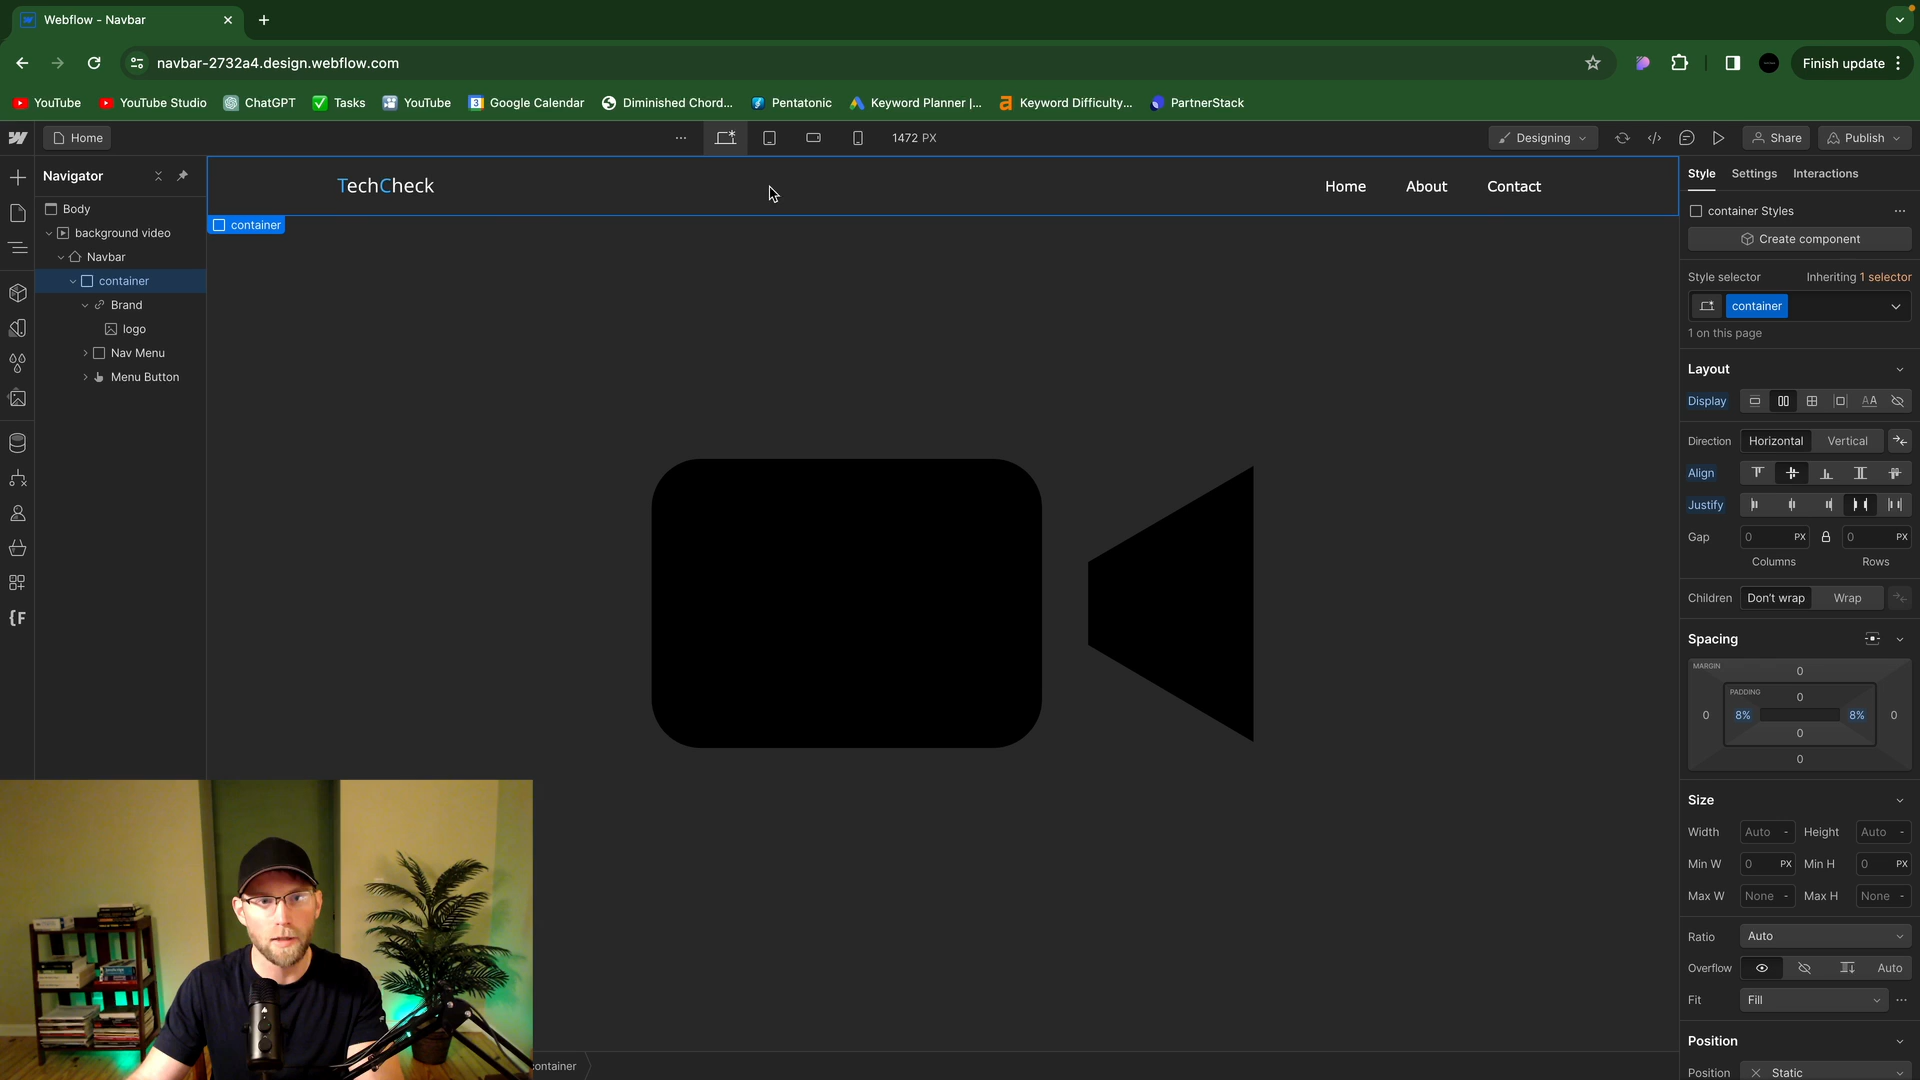 Webflow - Navbar
navbar-2732a4.design.webflow.com
Finish update
YouTube
YouTube Studio
ChatGPT
Tasks
YouTube
Google Calendar
Diminished Chord...
Pentatonic
Keyword Planner |...
Keyword Difficulty...
PartnerStack
Home
1472 PX
Designing
Share
Publish
Navigator
Body
background video
Navbar
container
Brand
logo
Nav Menu
Menu Button
TechCheck
Home
About
Contact
container
Style
Settings
Interactions
container Styles
Create component
Style selector
Inheriting 1 selector
container
1 on this page
Layout
Display
Direction
Horizontal
Vertical
Align
Justify
Gap
0 PX
0 PX
Columns
Rows
Children
Don't wrap
Wrap
Spacing
MARGIN
0
PADDING
0
0
8%
8%
0
0
0
Size
Width
Auto -
Height
Auto -
Min W
0 PX
Min H
0 PX
Max W
None -
Max H
None -
Ratio
Auto
Overflow
Auto
Fit
Fill
Position
Position
Static
container